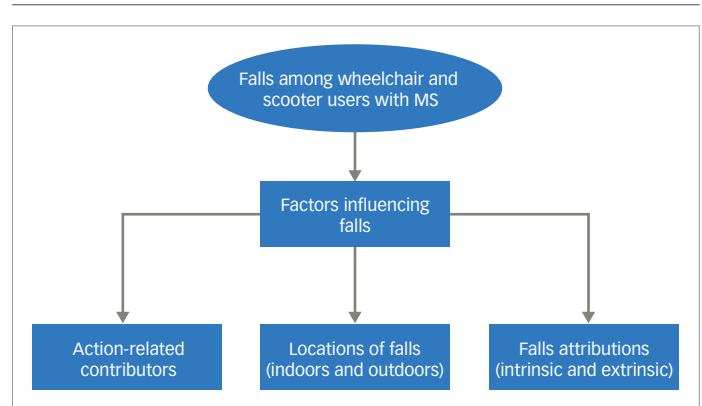 Falls among wheelchair and
scooter users with MS
Factors influencing
falls
Action-related
contributors
Locations of falls
(indoors and outdoors)
Falls attributions
(intrinsic and extrinsic)